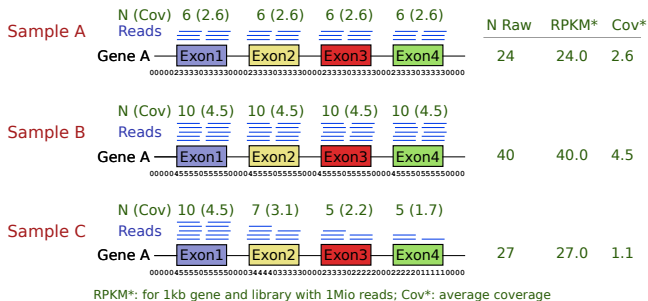 N (Cov) 6 (2.6) 6 (2.6) 6 (2.6) 6 (2.6)
Sample A Reads N Raw RPKM* Cov*
Gene A Exon1 Exon2 Exon3 Exon4 24 24.0 2.6
0000023333033330000233330333300002333303333000023333033330000
N (Cov) 10 (4.5) 10 (4.5) 10 (4.5) 10 (4.5)
Sample B Reads
Gene A Exon1 Exon2 Exon3 Exon4 40 40.0 4.5
N (Cov) 10 (4.5) 7 (3.1) 5 (2.2) 5 (1.7)
Sample C Reads
Gene A Exon1 Exon2 Exon3 Exon4 27 27.0 1.1
RPKM*: for 1kb gene and library with 1Mio reads; Cov*: average coverage